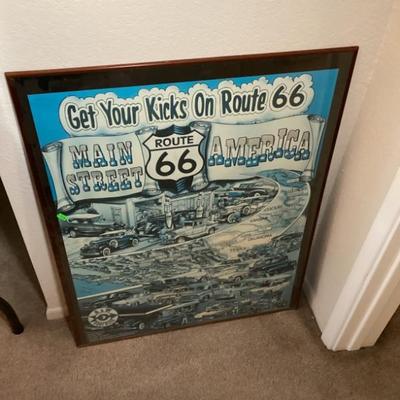 Get Your Kicks On Route 66
MAIN STREET
ROUTE 66
AMERICA